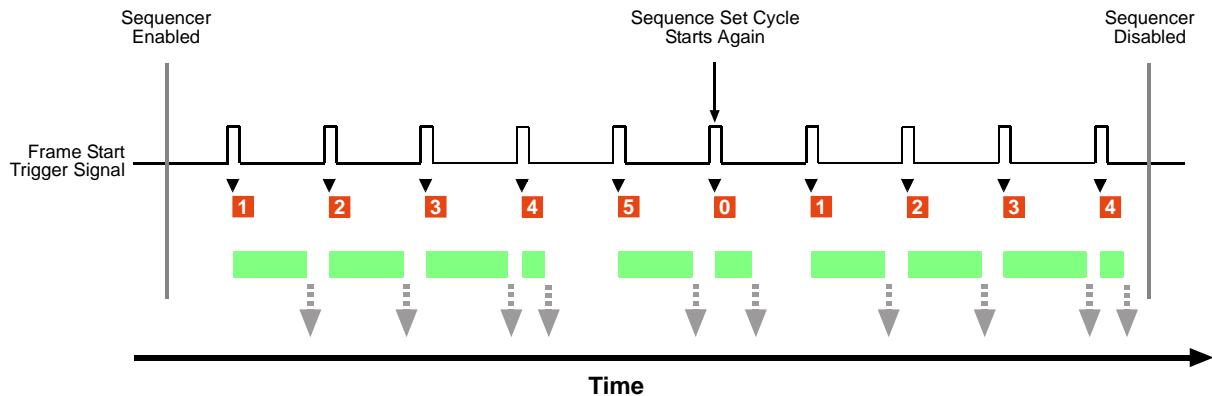 Sequencer
Enabled
Sequence Set Cycle
Starts Again
Sequencer
Disabled
Frame Start
Trigger Signal
1 2 3 4 5 0 1 2 3 4
Time